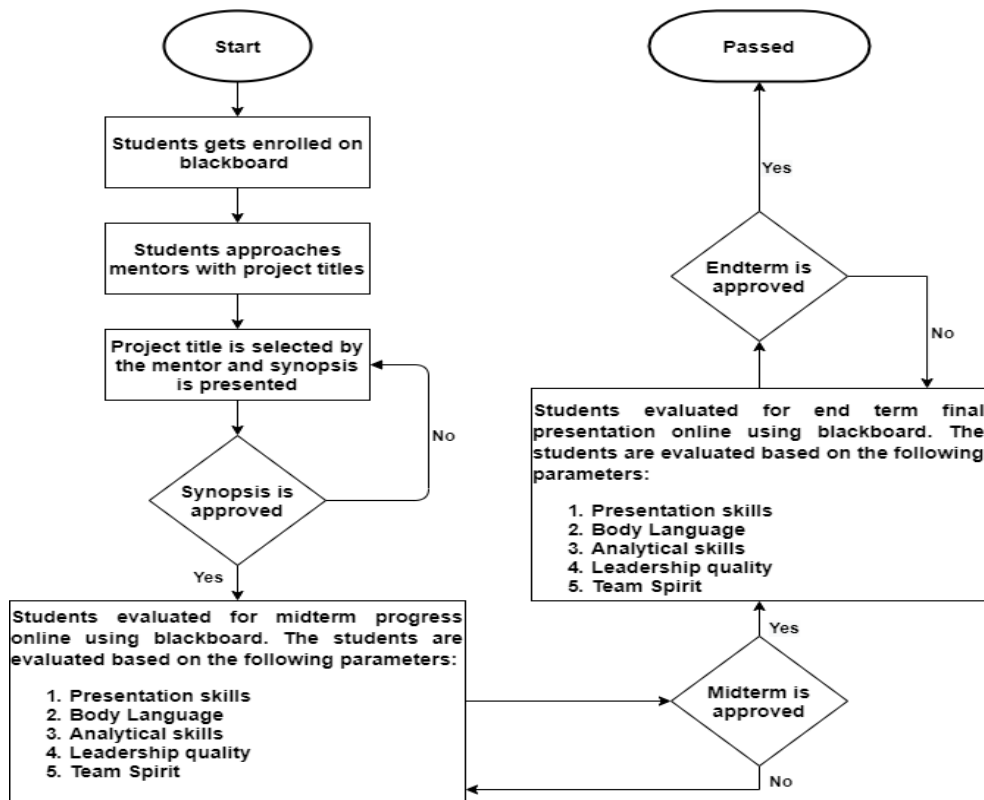 Start
Students gets enrolled on
blackboard
Students approaches
mentors with project titles
Project title is selected by
the mentor and synopsis
is presented
No
Synopsis is
approved
Yes
Students evaluated for midterm progress
online using blackboard. The students are
evaluated based on the following parameters:
1. Presentation skills
2. Body Language
3. Analytical skills
4. Leadership quality
5. Team Spirit
Passed
Yes
Endterm is
approved
No
Students evaluated for end term final
presentation online using blackboard. The
students are evaluated based on the following
parameters:
1. Presentation skills
2. Body Language
3. Analytical skills
4. Leadership quality
5. Team Spirit
Yes
Midterm is
approved
No